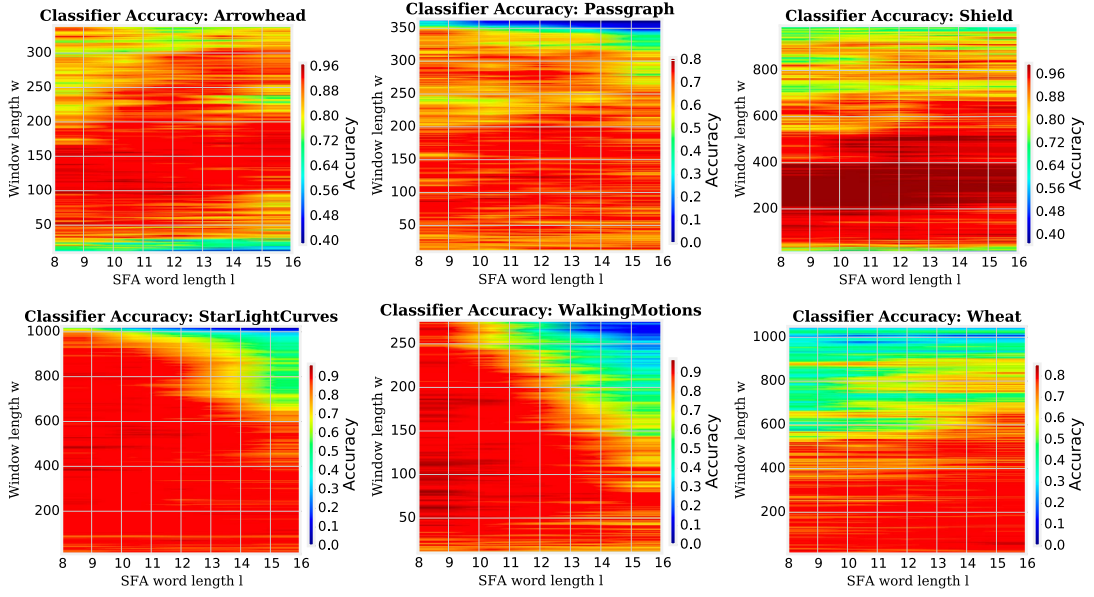 Classifier Accuracy: Arrowhead
Window length w
300
250
200
150
100
50
8 9 10 11 12 13 14 15 16
SFA word length l
0.96
0.88
0.80
0.72
0.64
0.56
0.48
0.40
Accuracy
Classifier Accuracy: Passgraph
Window length w
350
300
250
200
150
100
50
8 9 10 11 12 13 14 15 16
SFA word length l
0.8
0.7
0.6
0.5
0.4
0.3
0.2
0.1
0.0
Accuracy
Classifier Accuracy: Shield
Window length w
800
600
400
200
8 9 10 11 12 13 14 15 16
SFA word length l
0.96
0.88
0.80
0.72
0.64
0.56
0.48
0.40
Accuracy
Classifier Accuracy: StarLightCurves
Window length w
1000
800
600
400
200
8 9 10 11 12 13 14 15 16
SFA word length l
0.9
0.8
0.7
0.6
0.5
0.4
0.3
0.2
0.1
0.0
Accuracy
Classifier Accuracy: WalkingMotions
Window length w
250
200
150
100
50
8 9 10 11 12 13 14 15 16
SFA word length l
0.9
0.8
0.7
0.6
0.5
0.4
0.3
0.2
0.1
0.0
Accuracy
Classifier Accuracy: Wheat
Window length w
1000
800
600
400
200
8 9 10 11 12 13 14 15 16
SFA word length l
0.8
0.7
0.6
0.5
0.4
0.3
0.2
0.1
0.0
Accuracy